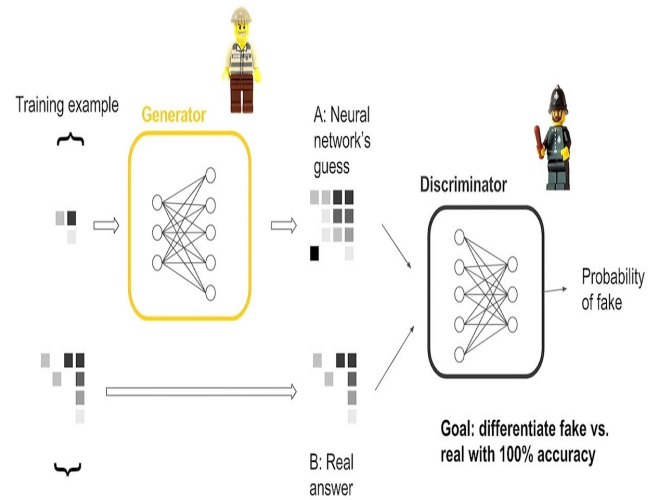 Training example
Generator
A: Neural
network's
guess
Discriminator
Probability
of fake
Goal: differentiate fake vs.
real with 100% accuracy
B: Real
answer